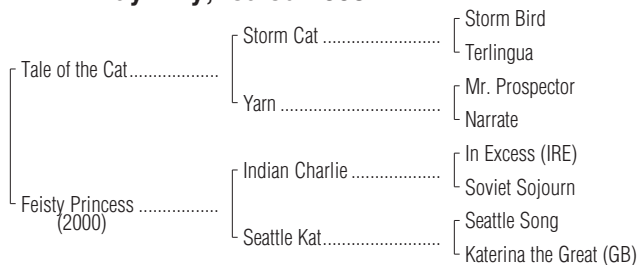 Storm Bird
Storm Cat ........................
Terlingua
Tale of the Cat..................
Mr. Prospector
Yarn ................................
Narrate
In Excess (IRE)
Indian Charlie ..................
Soviet Sojourn
Feisty Princess ................
(2000)
Seattle Song
Seattle Kat.......................
Katerina the Great (GB)